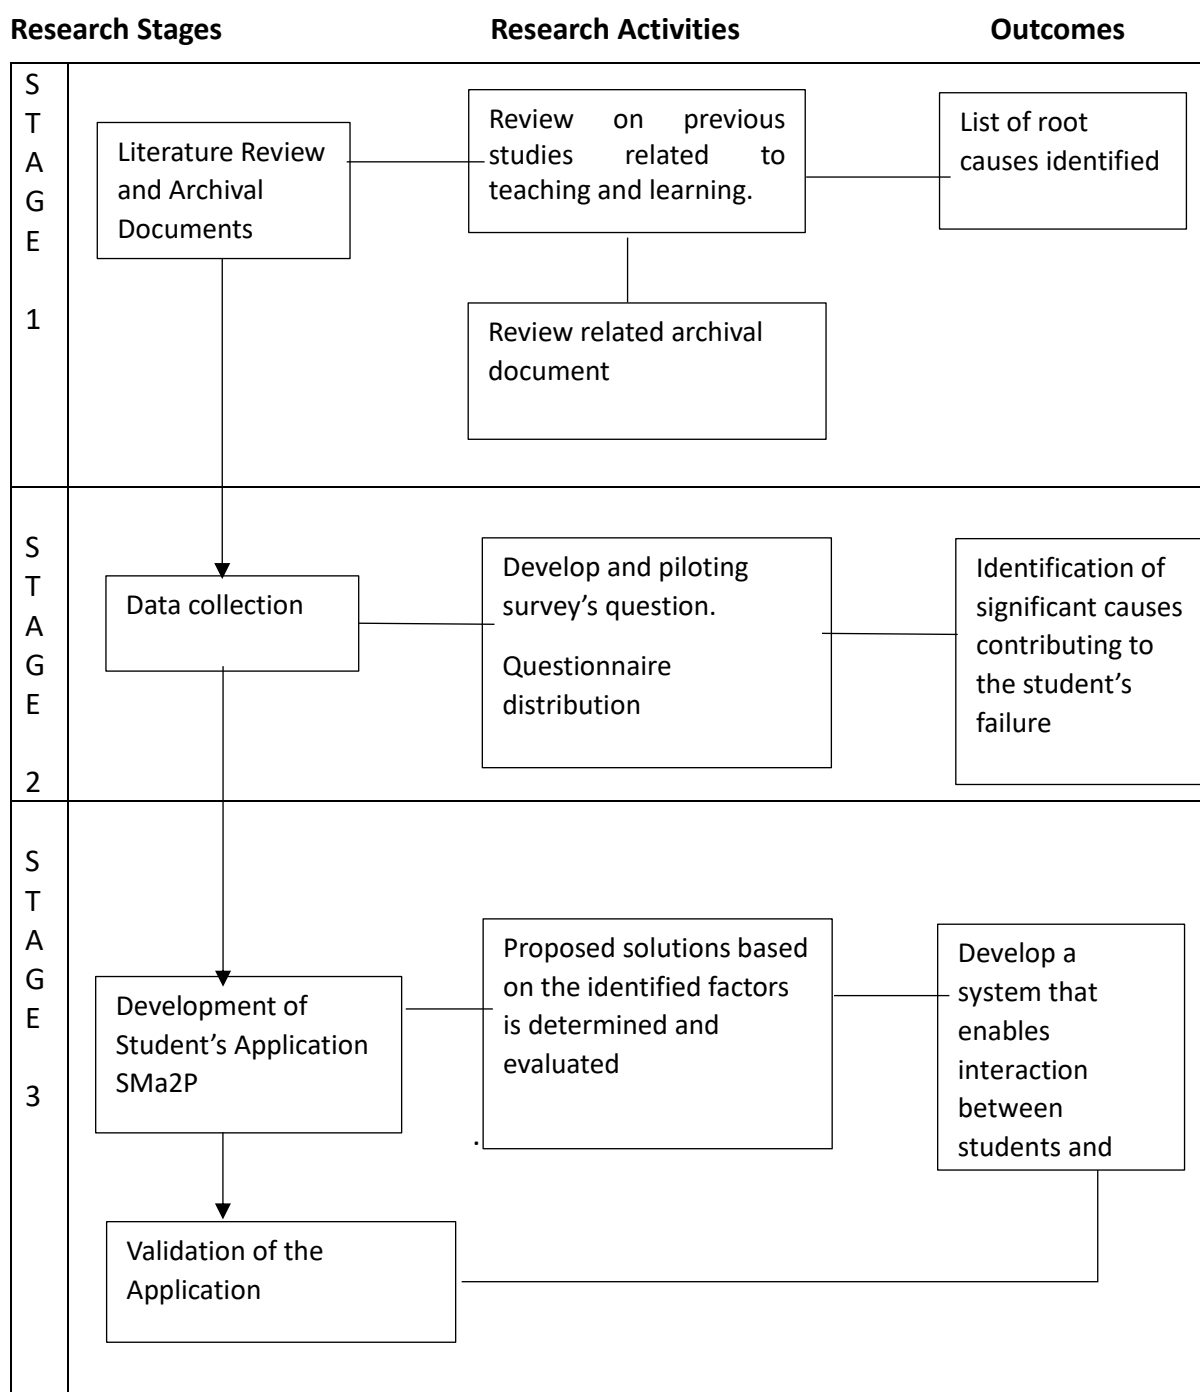 Research Stages
Research Activities
Outcomes
S
T
A
G
E
1
Literature Review
and Archival
Documents
Review on previous
studies related to
teaching and learning.
List of root
causes identified
Review related archival
document
S
T
A
G
E
2
Data collection
Develop and piloting
survey’s question.
Questionnaire
distribution
Identification of
significant causes
contributing to
the student’s
failure
S
T
A
G
E
3
Development of
Student’s Application
SMa2P
Proposed solutions based
on the identified factors
is determined and
evaluated
.
Develop a
system that
enables
interaction
between
students and
Validation of the
Application